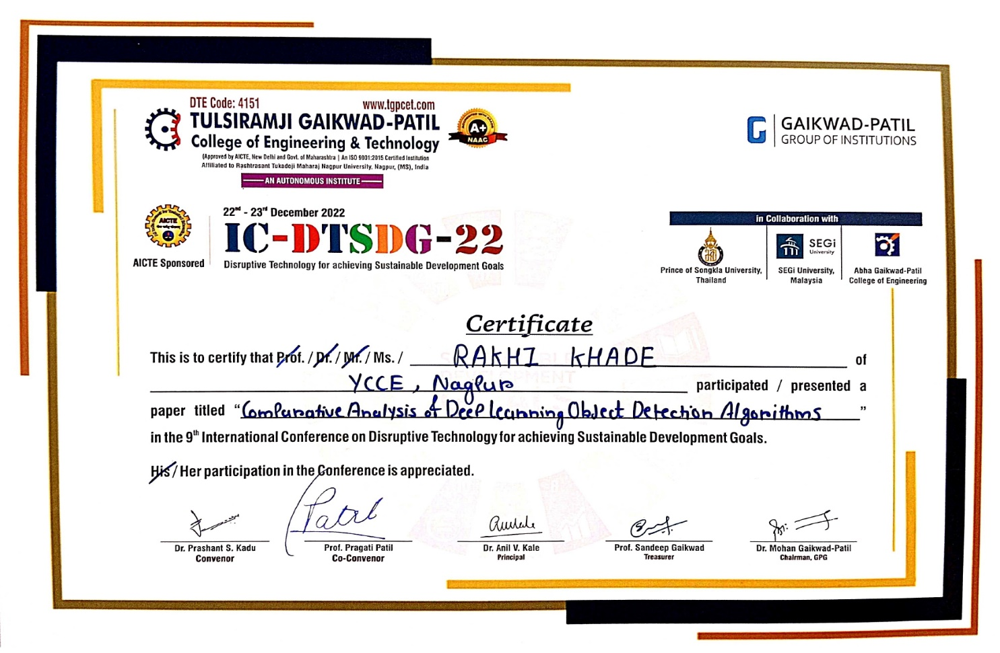 DTE Code: 4151 www.tgpcet.com
TULSIRAMJI GAIKWAD-PATIL
College of Engineering & Technology
(Approved by AICTE, New Delhi and Govt. of Maharashtra | An ISO 9001:2015 Certified Institution
Affiliated to Rashtrasant Tukadoji Maharaj Nagpur University, Nagpur, (MS), India
AN AUTONOMOUS INSTITUTE
A+
NAAC
GAIKWAD-PATIL
GROUP OF INSTITUTIONS
AICTE
AICTE Sponsored
22nd - 23rd December 2022
IC-DTSDG-22
Disruptive Technology for achieving Sustainable Development Goals
in Collaboration with
Prince of Songkla University,
Thailand
SEGi
University
SEGi University,
Malaysia
Abha Gaikwad-Patil
College of Engineering
Certificate
This is to certify that Prof. / Dr. / Mr. / Ms. / RAKHI KHADE of
YCCE, Nagpur participated / presented a
paper titled "Comparative Analysis of Deep Learning Object Detection Algorithms"
in the 9th International Conference on Disruptive Technology for achieving Sustainable Development Goals.
His / Her participation in the Conference is appreciated.
Patil
Dr. Prashant S. Kadu
Convenor
Prof. Pragati Patil
Co-Convenor
Dr. Anil V. Kale
Principal
Prof. Sandeep Gaikwad
Treasurer
Dr. Mohan Gaikwad-Patil
Chairman, GPG